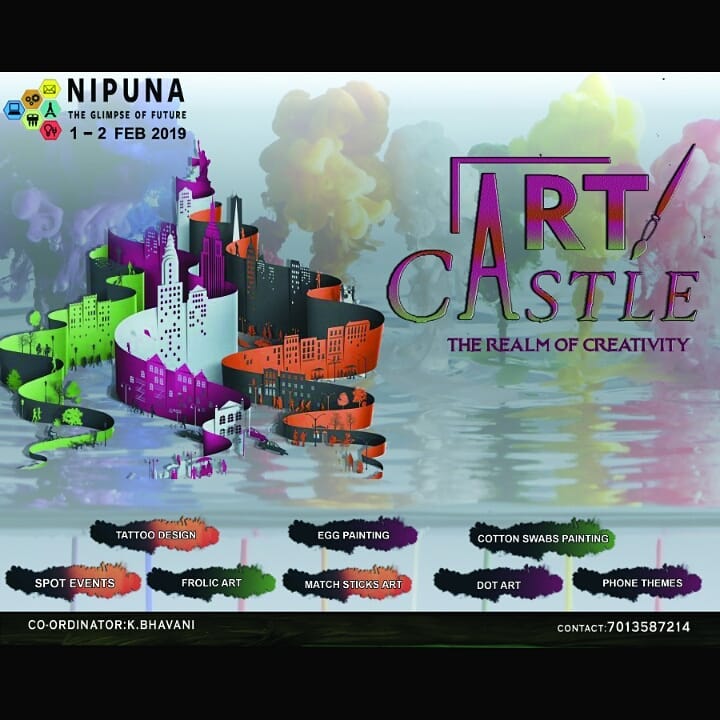 NIPUNA
THE GLIMPSE OF FUTURE
1 – 2 FEB 2019
ART
CASTLE
THE REALM OF CREATIVITY
TATTOO DESIGN
EGG PAINTING
COTTON SWABS PAINTING
SPOT EVENTS
FROLIC ART
MATCH STICKS ART
DOT ART
PHONE THEMES
CO-ORDINATOR:K.BHAVANI
CONTACT:7013587214